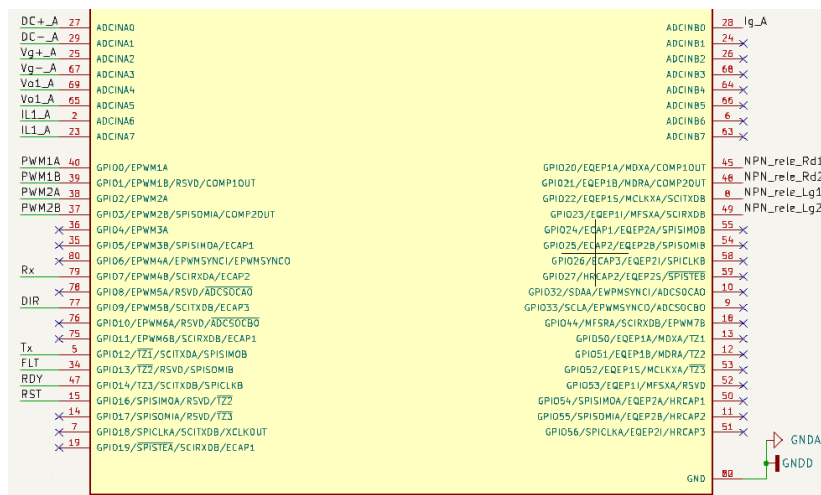 DC+_A 27 ADCINA0
DC-_A 29 ADCINA1
Vg+_A 25 ADCINA2
Vg-_A 67 ADCINA3
Vo1_A 69 ADCINA4
Vo1_A 65 ADCINA5
IL1_A 2 ADCINA6
IL1_A 23 ADCINA7
PWM1A 40 GPIO0/EPWM1A
PWM1B 39 GPIO1/EPWM1B/RSVD/COMP1OUT
PWM2A 38 GPIO2/EPWM2A
PWM2B 37 GPIO3/EPWM2B/SPISOMIA/COMP2OUT
36 GPIO4/EPWM3A
35 GPIO5/EPWM3B/SPISIMOA/ECAP1
80 GPIO6/EPWM4A/EPWMSYNCI/EPWMSYNCO
Rx 79 GPIO7/EPWM4B/SCIRXDA/ECAP2
78 GPIO8/EPWM5A/RSVD/ADCSOCAO
DIR 77 GPIO9/EPWM5B/SCITXDB/ECAP3
76 GPIO10/EPWM6A/RSVD/ADCSOCBO
75 GPIO11/EPWM6B/SCIRXDB/ECAP1
Tx 5 GPIO12/TZ1/SCITXDA/SPISIMOB
FLT 34 GPIO13/TZ2/RSVD/SPISOMIB
RDY 47 GPIO14/TZ3/SCITXDB/SPICLKB
RST 15 GPIO16/SPISIMOA/RSVD/TZ2
14 GPIO17/SPISOMIA/RSVD/TZ3
7 GPIO18/SPICLKA/SCITXDB/XCLKOUT
19 GPIO19/SPISTEA/SCIRXDB/ECAP1
ADCINB0 28 Ig_A
ADCINB1 24
ADCINB2 26
ADCINB3 68
ADCINB4 64
ADCINB5 66
ADCINB6 6
ADCINB7 63
GPIO20/EQEP1A/MDXA/COMP1OUT 45 NPN_rele_Rd1
GPIO21/EQEP1B/MDRA/COMP2OUT 46 NPN_rele_Rd2
GPIO22/EQEP1S/MCLKXA/SCITXDB 8 NPN_rele_Lg1
GPIO23/EQEP1I/MFSXA/SCIRXDB 49 NPN_rele_Lg2
GPIO24/ECAP1/EQEP2A/SPISIMOB 55
GPIO25/ECAP2/EQEP2B/SPISOMIB 54
GPIO26/ECAP3/EQEP2I/SPICLKB 58
GPIO27/HRCAP2/EQEP2S/SPISTEB 59
GPIO32/SDAA/EWPMSYNCI/ADCSOCAO 10
GPIO33/SCLA/EPWMSYNCO/ADCSOCBO 9
GPIO44/MFSRA/SCIRXDB/EPWM7B 18
GPIO50/EQEP1A/MDXA/TZ1 13
GPIO51/EQEP1B/MDRA/TZ2 12
GPIO52/EQEP1S/MCLKXA/TZ3 53
GPIO53/EQEP1I/MFSXA/RSVD 52
GPIO54/SPISIMOA/EQEP2A/HRCAP1 50
GPIO55/SPISOMIA/EQEP2B/HRCAP2 11
GPIO56/SPICLKA/EQEP2I/HRCAP3 51
GNDA
GNDD
GND